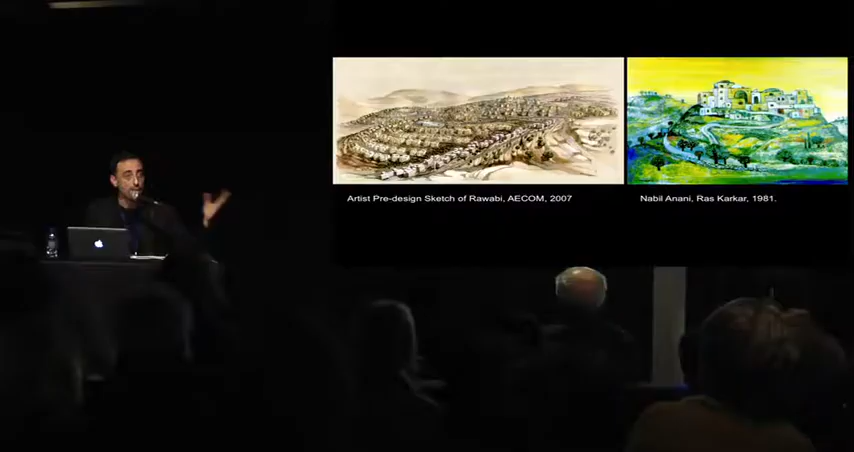 Artist Pre-design Sketch of Rawabi, AECOM, 2007
Nabil Anani, Ras Karkar, 1981.